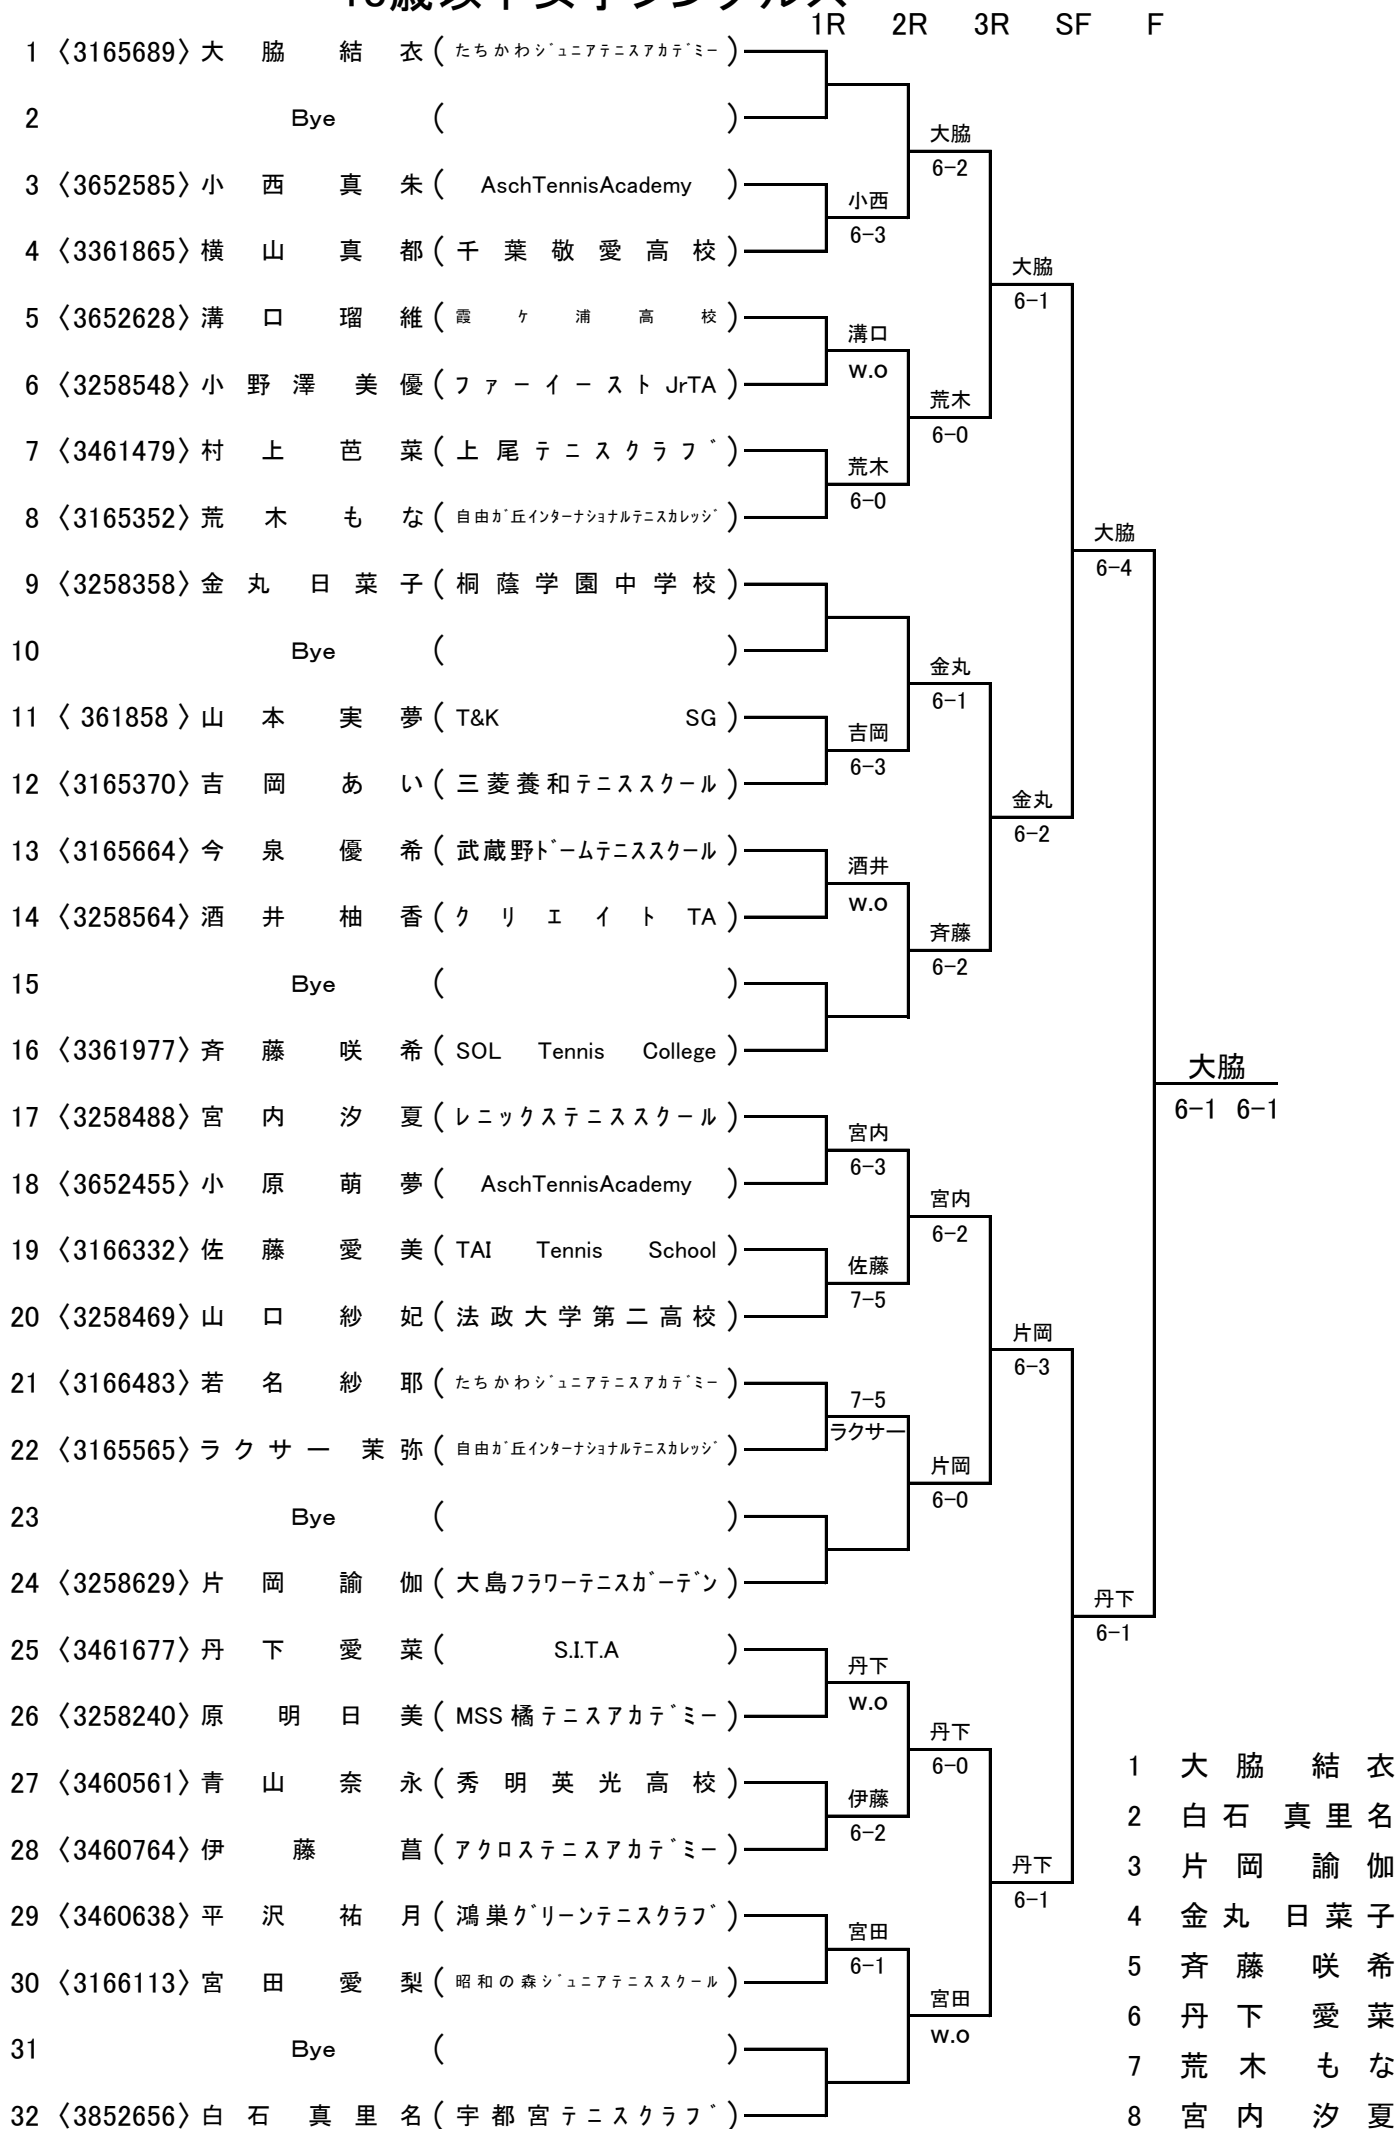 歳以下女子シングルス
1R 2R 3R SF F
1 〈3165689〉 大脇 結衣 ( たちかわジュニアテニスアカデミー )
2 Bye ( )
大脇
6-2
3 〈3652585〉 小西 真朱 ( AschTennisAcademy )
小西
6-3
4 〈3361865〉 横山 真都 ( 千葉敬愛高校 )
大脇
6-1
5 〈3652628〉 溝口 瑠維 ( 霞ケ浦高校 )
溝口
w.o
6 〈3258548〉 小野澤 美優 ( ファーイーストJrTA )
荒木
6-0
7 〈3461479〉 村上 芭菜 ( 上尾テニスクラブ )
荒木
6-0
8 〈3165352〉 荒木 もな ( 自由が丘インターナショナルテニスカレッジ )
大脇
6-4
9 〈3258358〉 金丸 日菜子 ( 桐蔭学園中学校 )
10 Bye ( )
金丸
6-1
11 〈 361858 〉 山本 実夢 ( T&K SG )
吉岡
6-3
12 〈3165370〉 吉岡 あい ( 三菱養和テニススクール )
金丸
6-2
13 〈3165664〉 今泉 優希 ( 武蔵野ドームテニススクール )
酒井
w.o
14 〈3258564〉 酒井 柚香 ( クリエイト TA )
斉藤
6-2
15 Bye ( )
16 〈3361977〉 斉藤 咲希 ( SOL Tennis College )
大脇
6-1 6-1
17 〈3258488〉 宮内 汐夏 ( レニックステニススクール )
宮内
6-3
18 〈3652455〉 小原 萌夢 ( AschTennisAcademy )
宮内
6-2
19 〈3166332〉 佐藤 愛美 ( TAI Tennis School )
佐藤
7-5
20 〈3258469〉 山口 紗妃 ( 法政大学第二高校 )
片岡
6-3
21 〈3166483〉 若名 紗耶 ( たちかわジュニアテニスアカデミー )
7-5
ラクサー
22 〈3165565〉 ラクサー 茉弥 ( 自由が丘インターナショナルテニスカレッジ )
片岡
6-0
23 Bye ( )
24 〈3258629〉 片岡 諭伽 ( 大島フラワーテニスガーデン )
丹下
6-1
25 〈3461677〉 丹下 愛菜 ( S.I.T.A )
丹下
w.o
26 〈3258240〉 原 明日美 ( MSS橘テニスアカデミー )
丹下
6-0
27 〈3460561〉 青山 奈永 ( 秀明英光高校 )
伊藤
6-2
28 〈3460764〉 伊藤 菖 ( アクロステニスアカデミー )
丹下
6-1
29 〈3460638〉 平沢 祐月 ( 鴻巣グリーンテニスクラブ )
宮田
6-1
30 〈3166113〉 宮田 愛梨 ( 昭和の森ジュニアテニススクール )
宮田
w.o
31 Bye ( )
32 〈3852656〉 白石 真里名 ( 宇都宮テニスクラブ )
1 大脇 結衣
2 白石 真里名
3 片岡 諭伽
4 金丸 日菜子
5 斉藤 咲希
6 丹下 愛菜
7 荒木 もな
8 宮内 汐夏